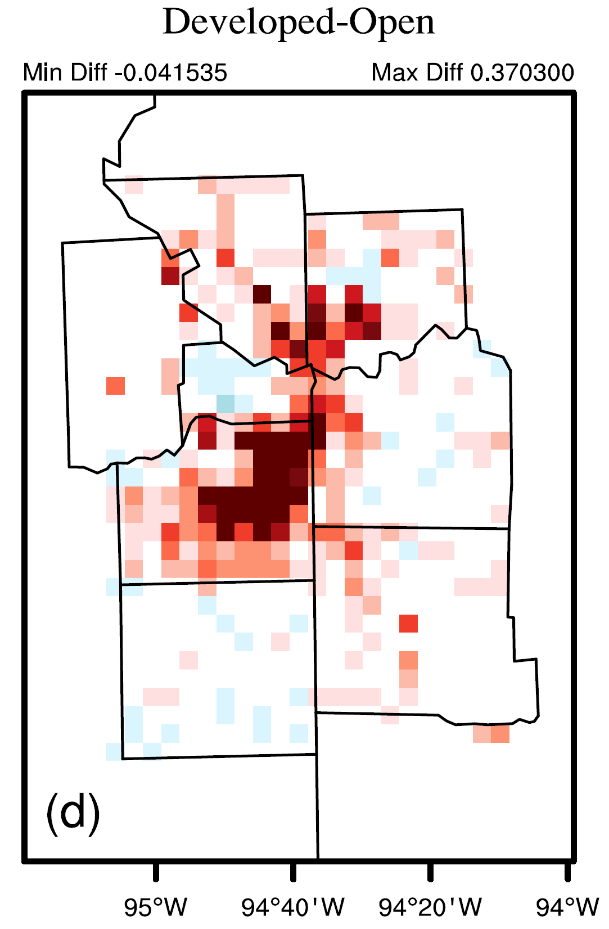 Developed-Open
Min Diff -0.041535 Max Diff 0.370300
(d)
95°W 94°40'W 94°20'W 94°W